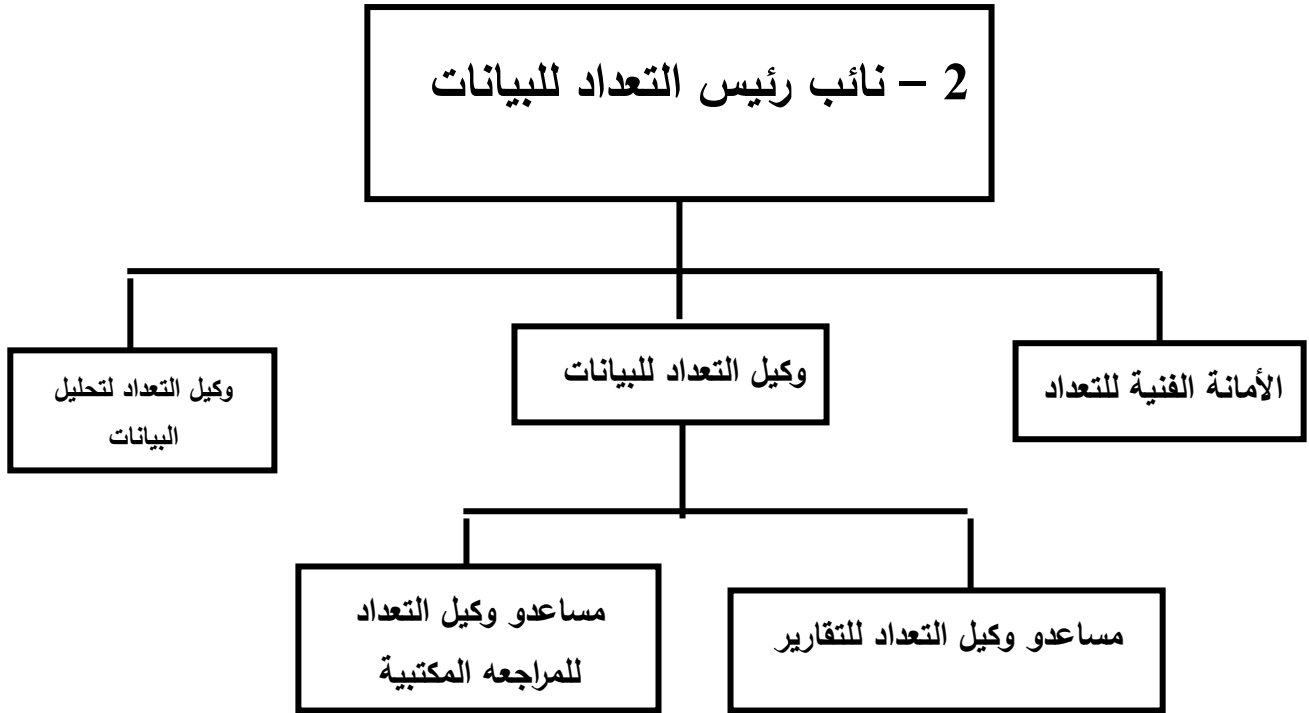 2 – نائب رئيس التعداد للبيانات
الأمانة الفنية للتعداد
وكيل التعداد للبيانات
وكيل التعداد لتحليل
البيانات
مساعدو وكيل التعداد للتقارير
مساعدو وكيل التعداد
للمراجعه المكتبية